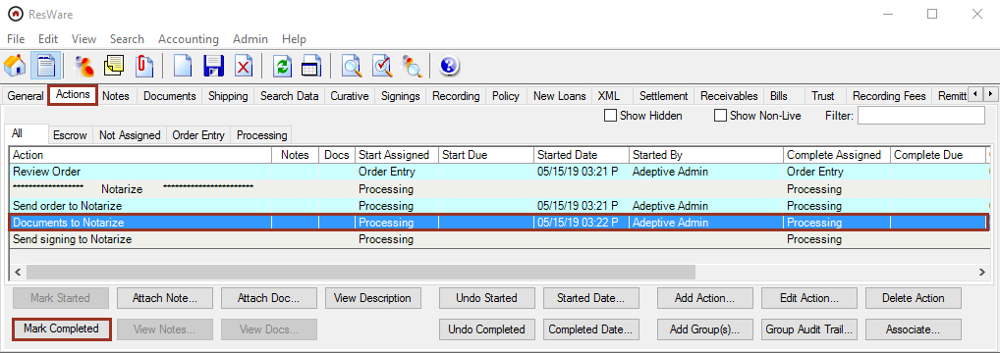 ResWare
File Edit View Search Accounting Admin Help
General Actions Notes Documents Shipping Search Data Curative Signings Recording Policy New Loans XML Settlement Receivables Bills Trust Recording Fees Remitt
Show Hidden Show Non-Live Filter:
All Escrow Not Assigned Order Entry Processing
Action Notes Docs Start Assigned Start Due Started Date Started By Complete Assigned Complete Due
Review Order Order Entry 05/15/19 03:21 P Adeptive Admin Order Entry
****************** Notarize *********************** Processing Processing
Send order to Notarize Processing 05/15/19 03:21 P Adeptive Admin Processing
Documents to Notarize Processing 05/15/19 03:22 P Adeptive Admin Processing
Send signing to Notarize Processing Processing
Mark Started Attach Note... Attach Doc... View Description Undo Started Started Date... Add Action... Edit Action... Delete Action
Mark Completed View Notes... View Docs... Undo Completed Completed Date... Add Group(s)... Group Audit Trail... Associate...